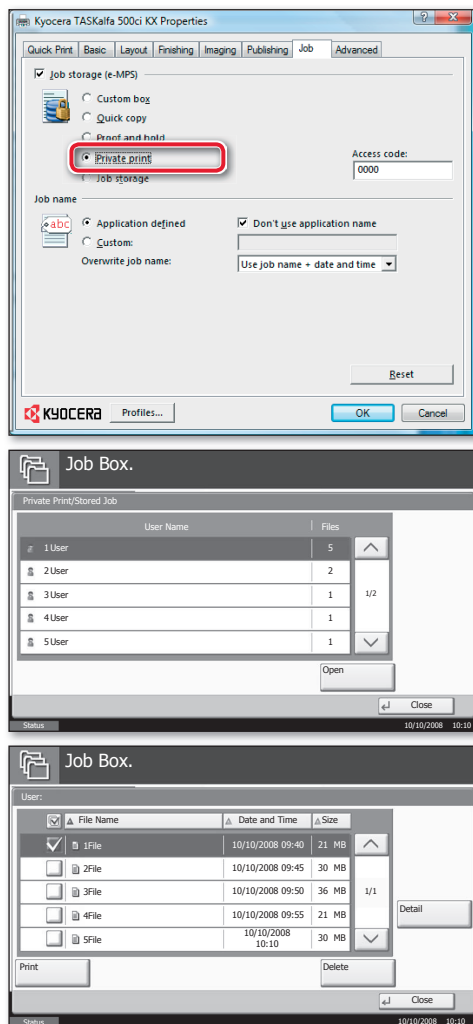 Kyocera TASKalfa 500ci KX Properties
Quick Print Basic Layout Finishing Imaging Publishing Job Advanced
Job storage (e-MPS)
Custom box
Quick copy
Proof and hold
Private print
Job storage
Access code:
0000
Job name
abc
Application defined
Don't use application name
Custom:
Overwrite job name:
Use job name + date and time
Reset
KYOCERA Profiles... OK Cancel
Job Box.
Private Print/Stored Job
User Name Files
1 User 5
2 User 2
3 User 1
4 User 1
5 User 1
1/2
Open
Close
Status 10/10/2008 10:10
Job Box.
User:
File Name Date and Time Size
1File 10/10/2008 09:40 21 MB
2File 10/10/2008 09:45 30 MB
3File 10/10/2008 09:50 36 MB
4File 10/10/2008 09:55 21 MB
5File 10/10/2008 10:10 30 MB
1/1
Detail
Print Delete
Close
Status 10/10/2008 10:10